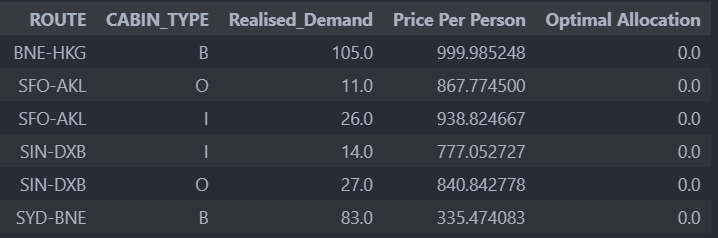 ROUTE CABIN_TYPE Realised_Demand Price Per Person Optimal Allocation
BNE-HKG B 105.0 999.985248 0.0
SFO-AKL O 11.0 867.774500 0.0
SFO-AKL I 26.0 938.824667 0.0
SIN-DXB I 14.0 777.052727 0.0
SIN-DXB O 27.0 840.842778 0.0
SYD-BNE B 83.0 335.474083 0.0